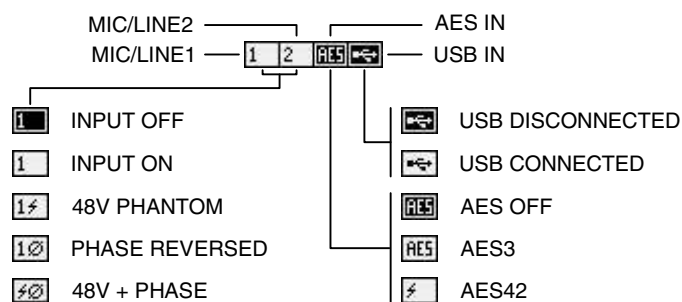 MIC/LINE2 AES IN
MIC/LINE1 1 2 AES USB IN
1 INPUT OFF USB DISCONNECTED
1 INPUT ON USB CONNECTED
1⚡ 48V PHANTOM AES AES OFF
1Ø PHASE REVERSED AES AES3
⚡Ø 48V + PHASE ⚡ AES42